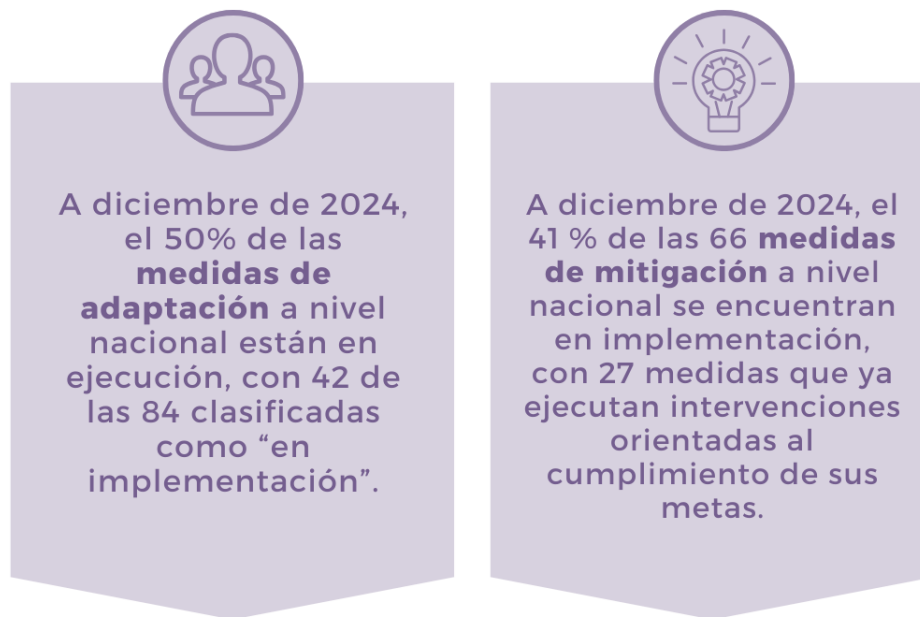 A diciembre de 2024,
el 50% de las
medidas de
adaptación a nivel
nacional están en
ejecución, con 42 de
las 84 clasificadas
como “en
implementación”.
A diciembre de 2024, el
41 % de las 66 medidas
de mitigación a nivel
nacional se encuentran
en implementación,
con 27 medidas que ya
ejecutan intervenciones
orientadas al
cumplimiento de sus
metas.